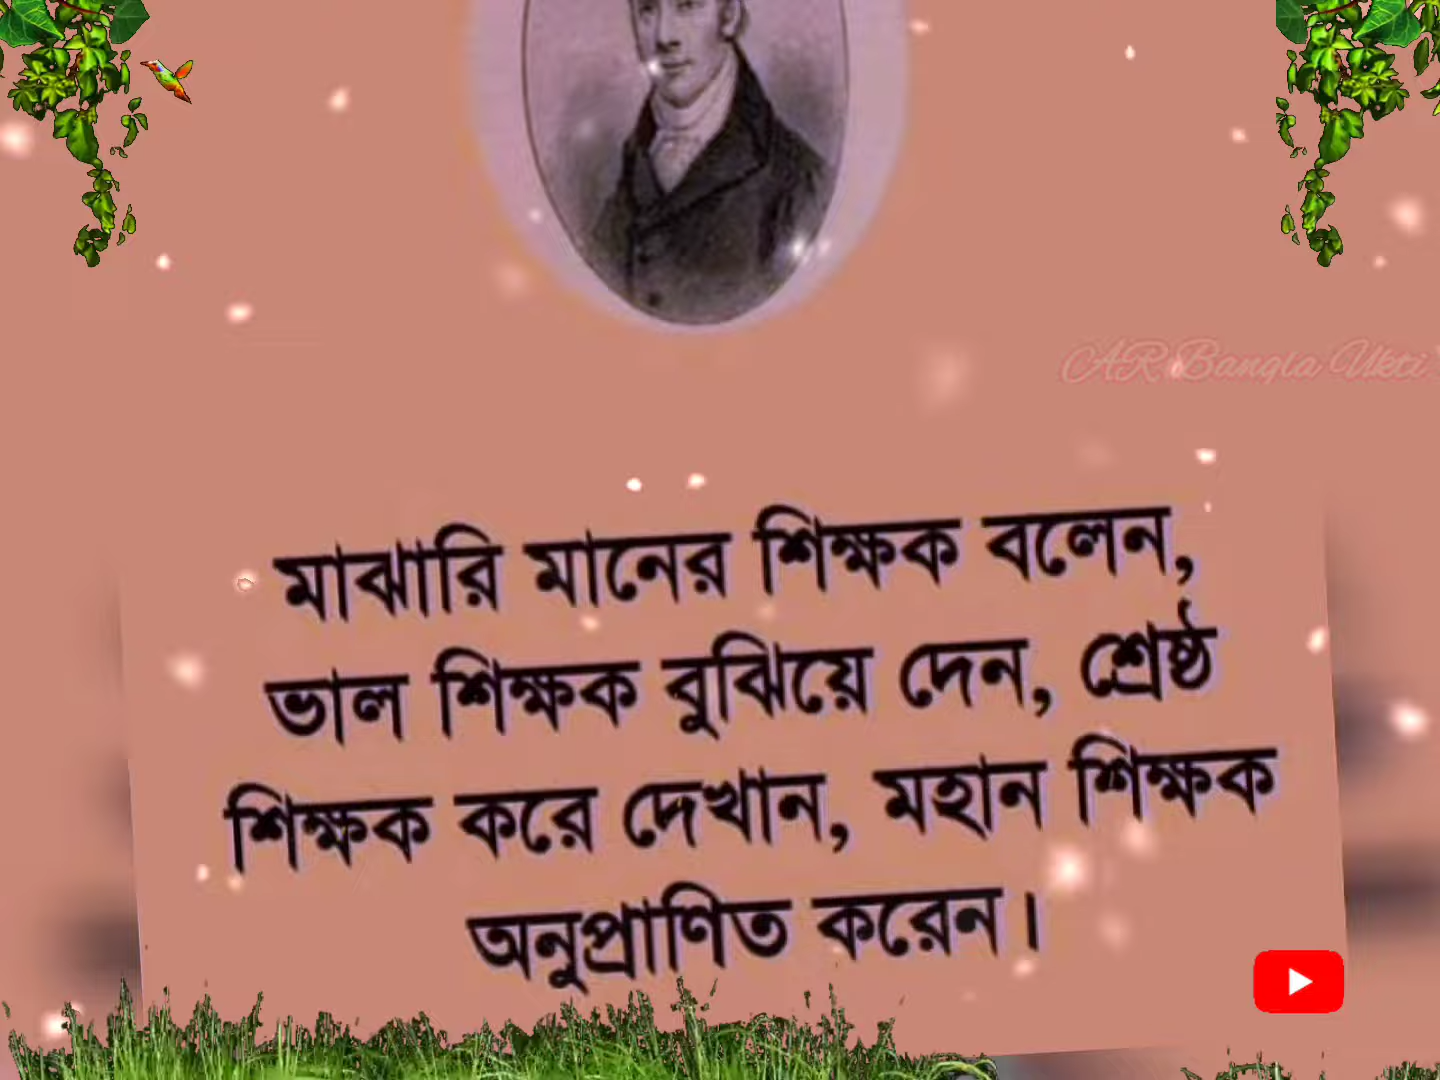 AR Bangla Ukti
মাঝারি মানের শিক্ষক বলেন,
ভাল শিক্ষক বুঝিয়ে দেন, শ্রেষ্ঠ
শিক্ষক করে দেখান, মহান শিক্ষক
অনুপ্রাণিত করেন।